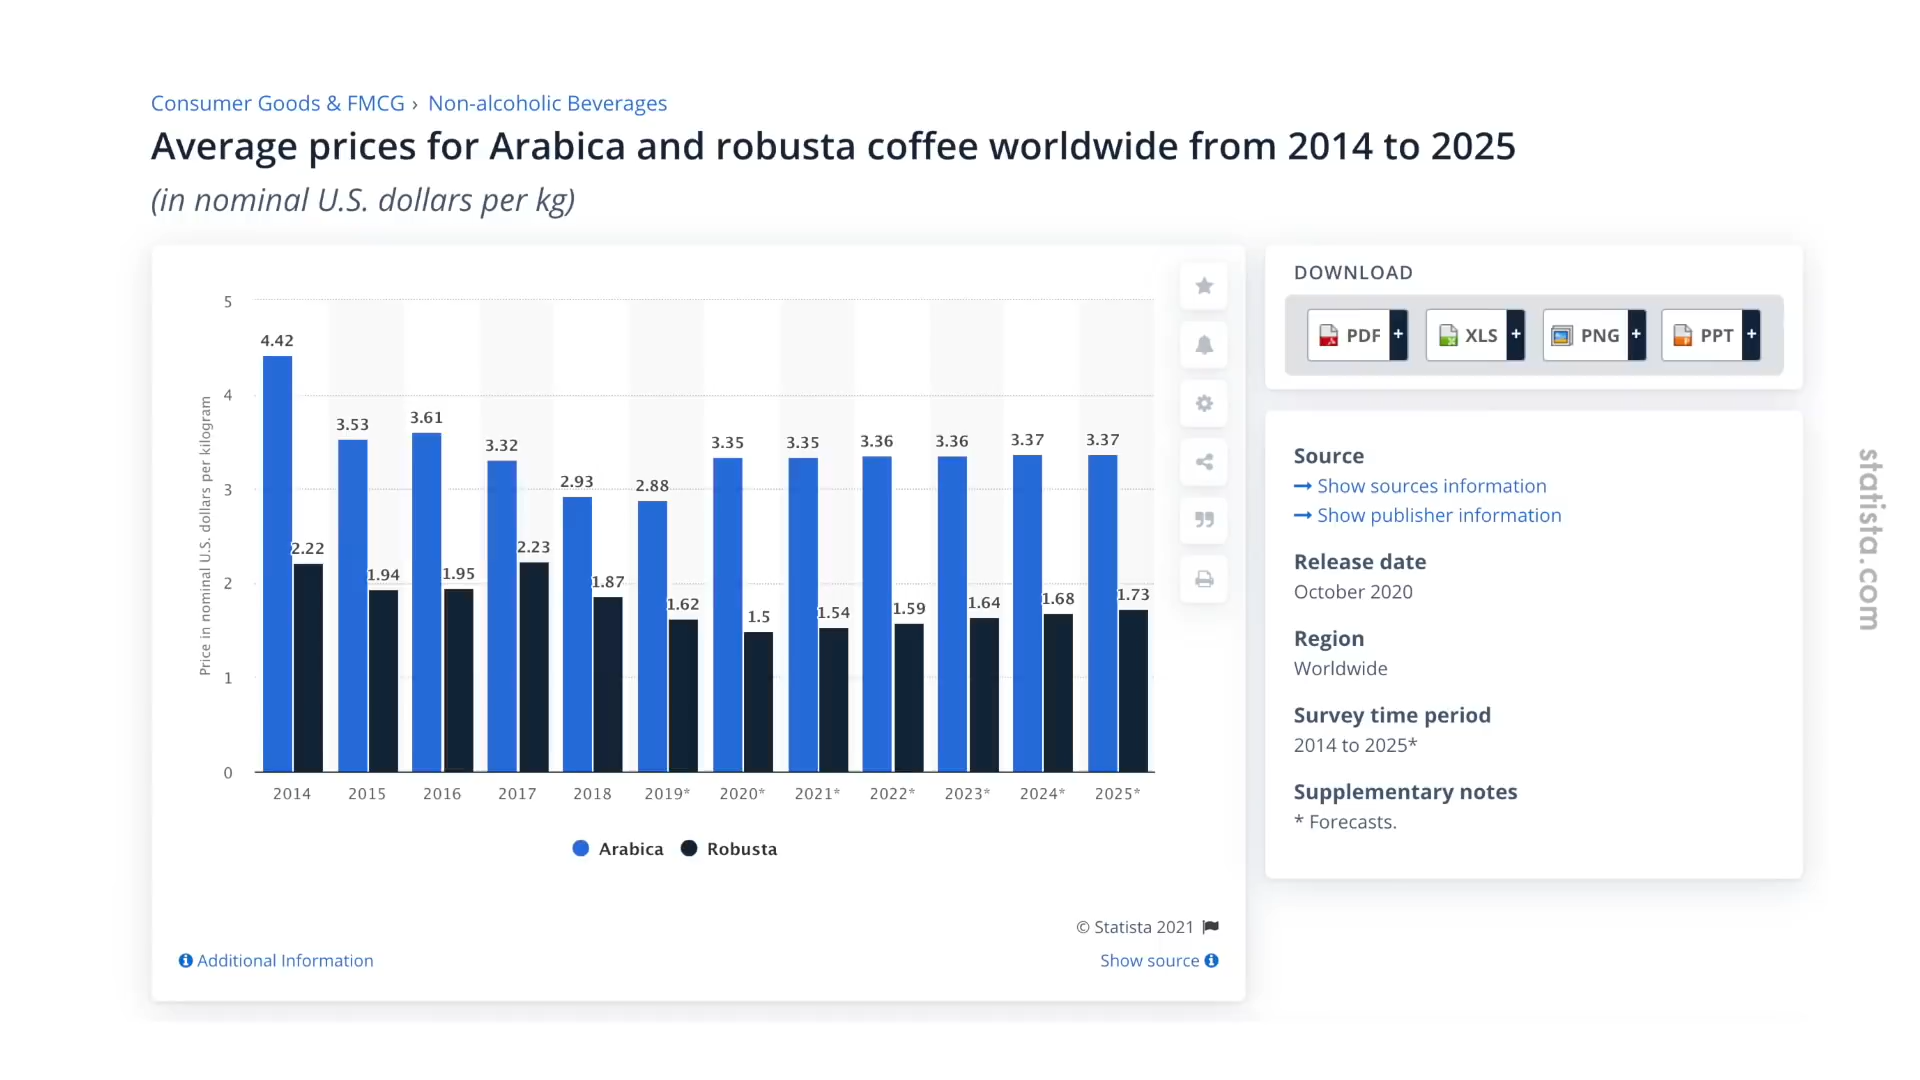 Consumer Goods & FMCG › Non-alcoholic Beverages
Average prices for Arabica and robusta coffee worldwide from 2014 to 2025
(in nominal U.S. dollars per kg)
Price in nominal U.S. dollars per kilogram
5
4
3
2
1
0
4.42
2.22
3.53
1.94
3.61
1.95
3.32
2.23
2.93
1.87
2.88
1.62
3.35
1.5
3.35
1.54
3.36
1.59
3.36
1.64
3.37
1.68
3.37
1.73
2014 2015 2016 2017 2018 2019* 2020* 2021* 2022* 2023* 2024* 2025*
Arabica Robusta
© Statista 2021
Additional Information
Show source
DOWNLOAD
PDF + XLS + PNG + PPT +
Source
Show sources information
Show publisher information
Release date
October 2020
Region
Worldwide
Survey time period
2014 to 2025*
Supplementary notes
* Forecasts.
statista.com